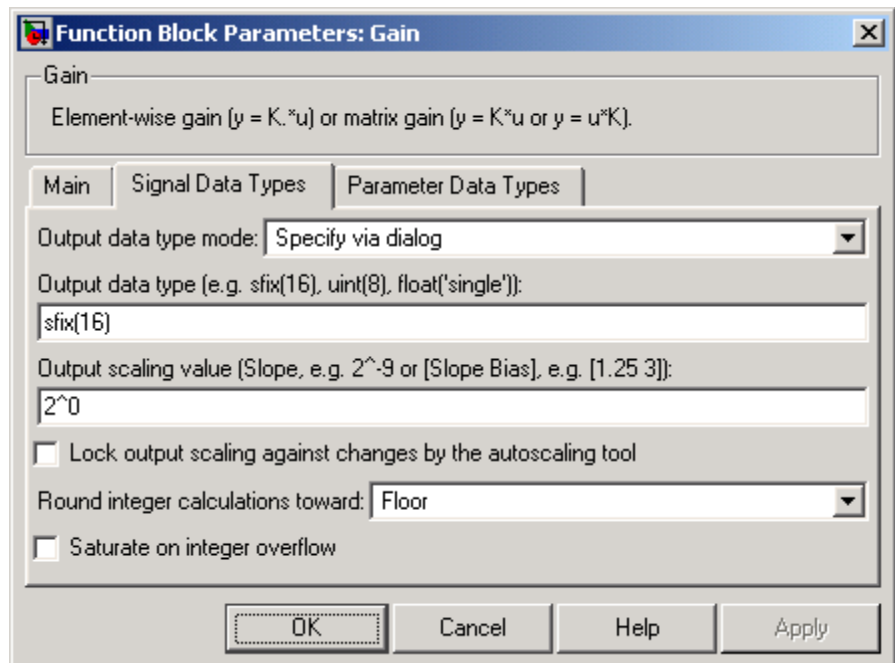 Function Block Parameters: Gain
Gain
Element-wise gain (y = K.*u) or matrix gain (y = K*u or y = u*K).
Main Signal Data Types Parameter Data Types
Output data type mode: Specify via dialog
Output data type (e.g. sfix(16), uint(8), float('single')):
sfix(16)
Output scaling value (Slope, e.g. 2^-9 or [Slope Bias], e.g. [1.25 3]):
2^0
Lock output scaling against changes by the autoscaling tool
Round integer calculations toward: Floor
Saturate on integer overflow
OK Cancel Help Apply